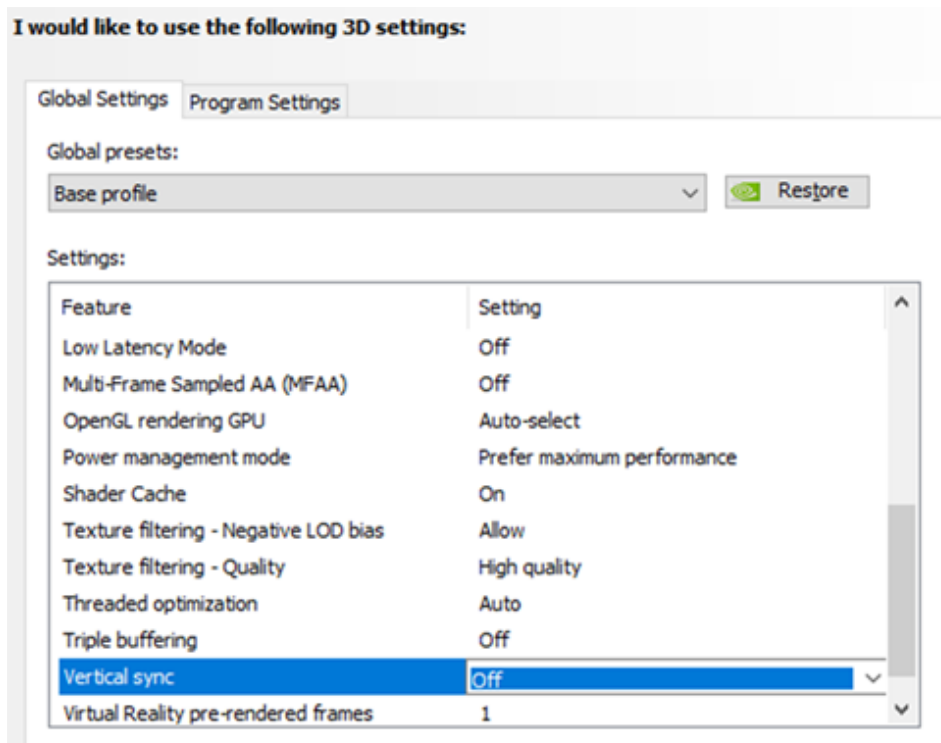 I would like to use the following 3D settings:
Global Settings Program Settings
Global presets:
Base profile Restore
Settings:
Feature Setting
Low Latency Mode Off
Multi-Frame Sampled AA (MFAA) Off
OpenGL rendering GPU Auto-select
Power management mode Prefer maximum performance
Shader Cache On
Texture filtering - Negative LOD bias Allow
Texture filtering - Quality High quality
Threaded optimization Auto
Triple buffering Off
Vertical sync Off
Virtual Reality pre-rendered frames 1